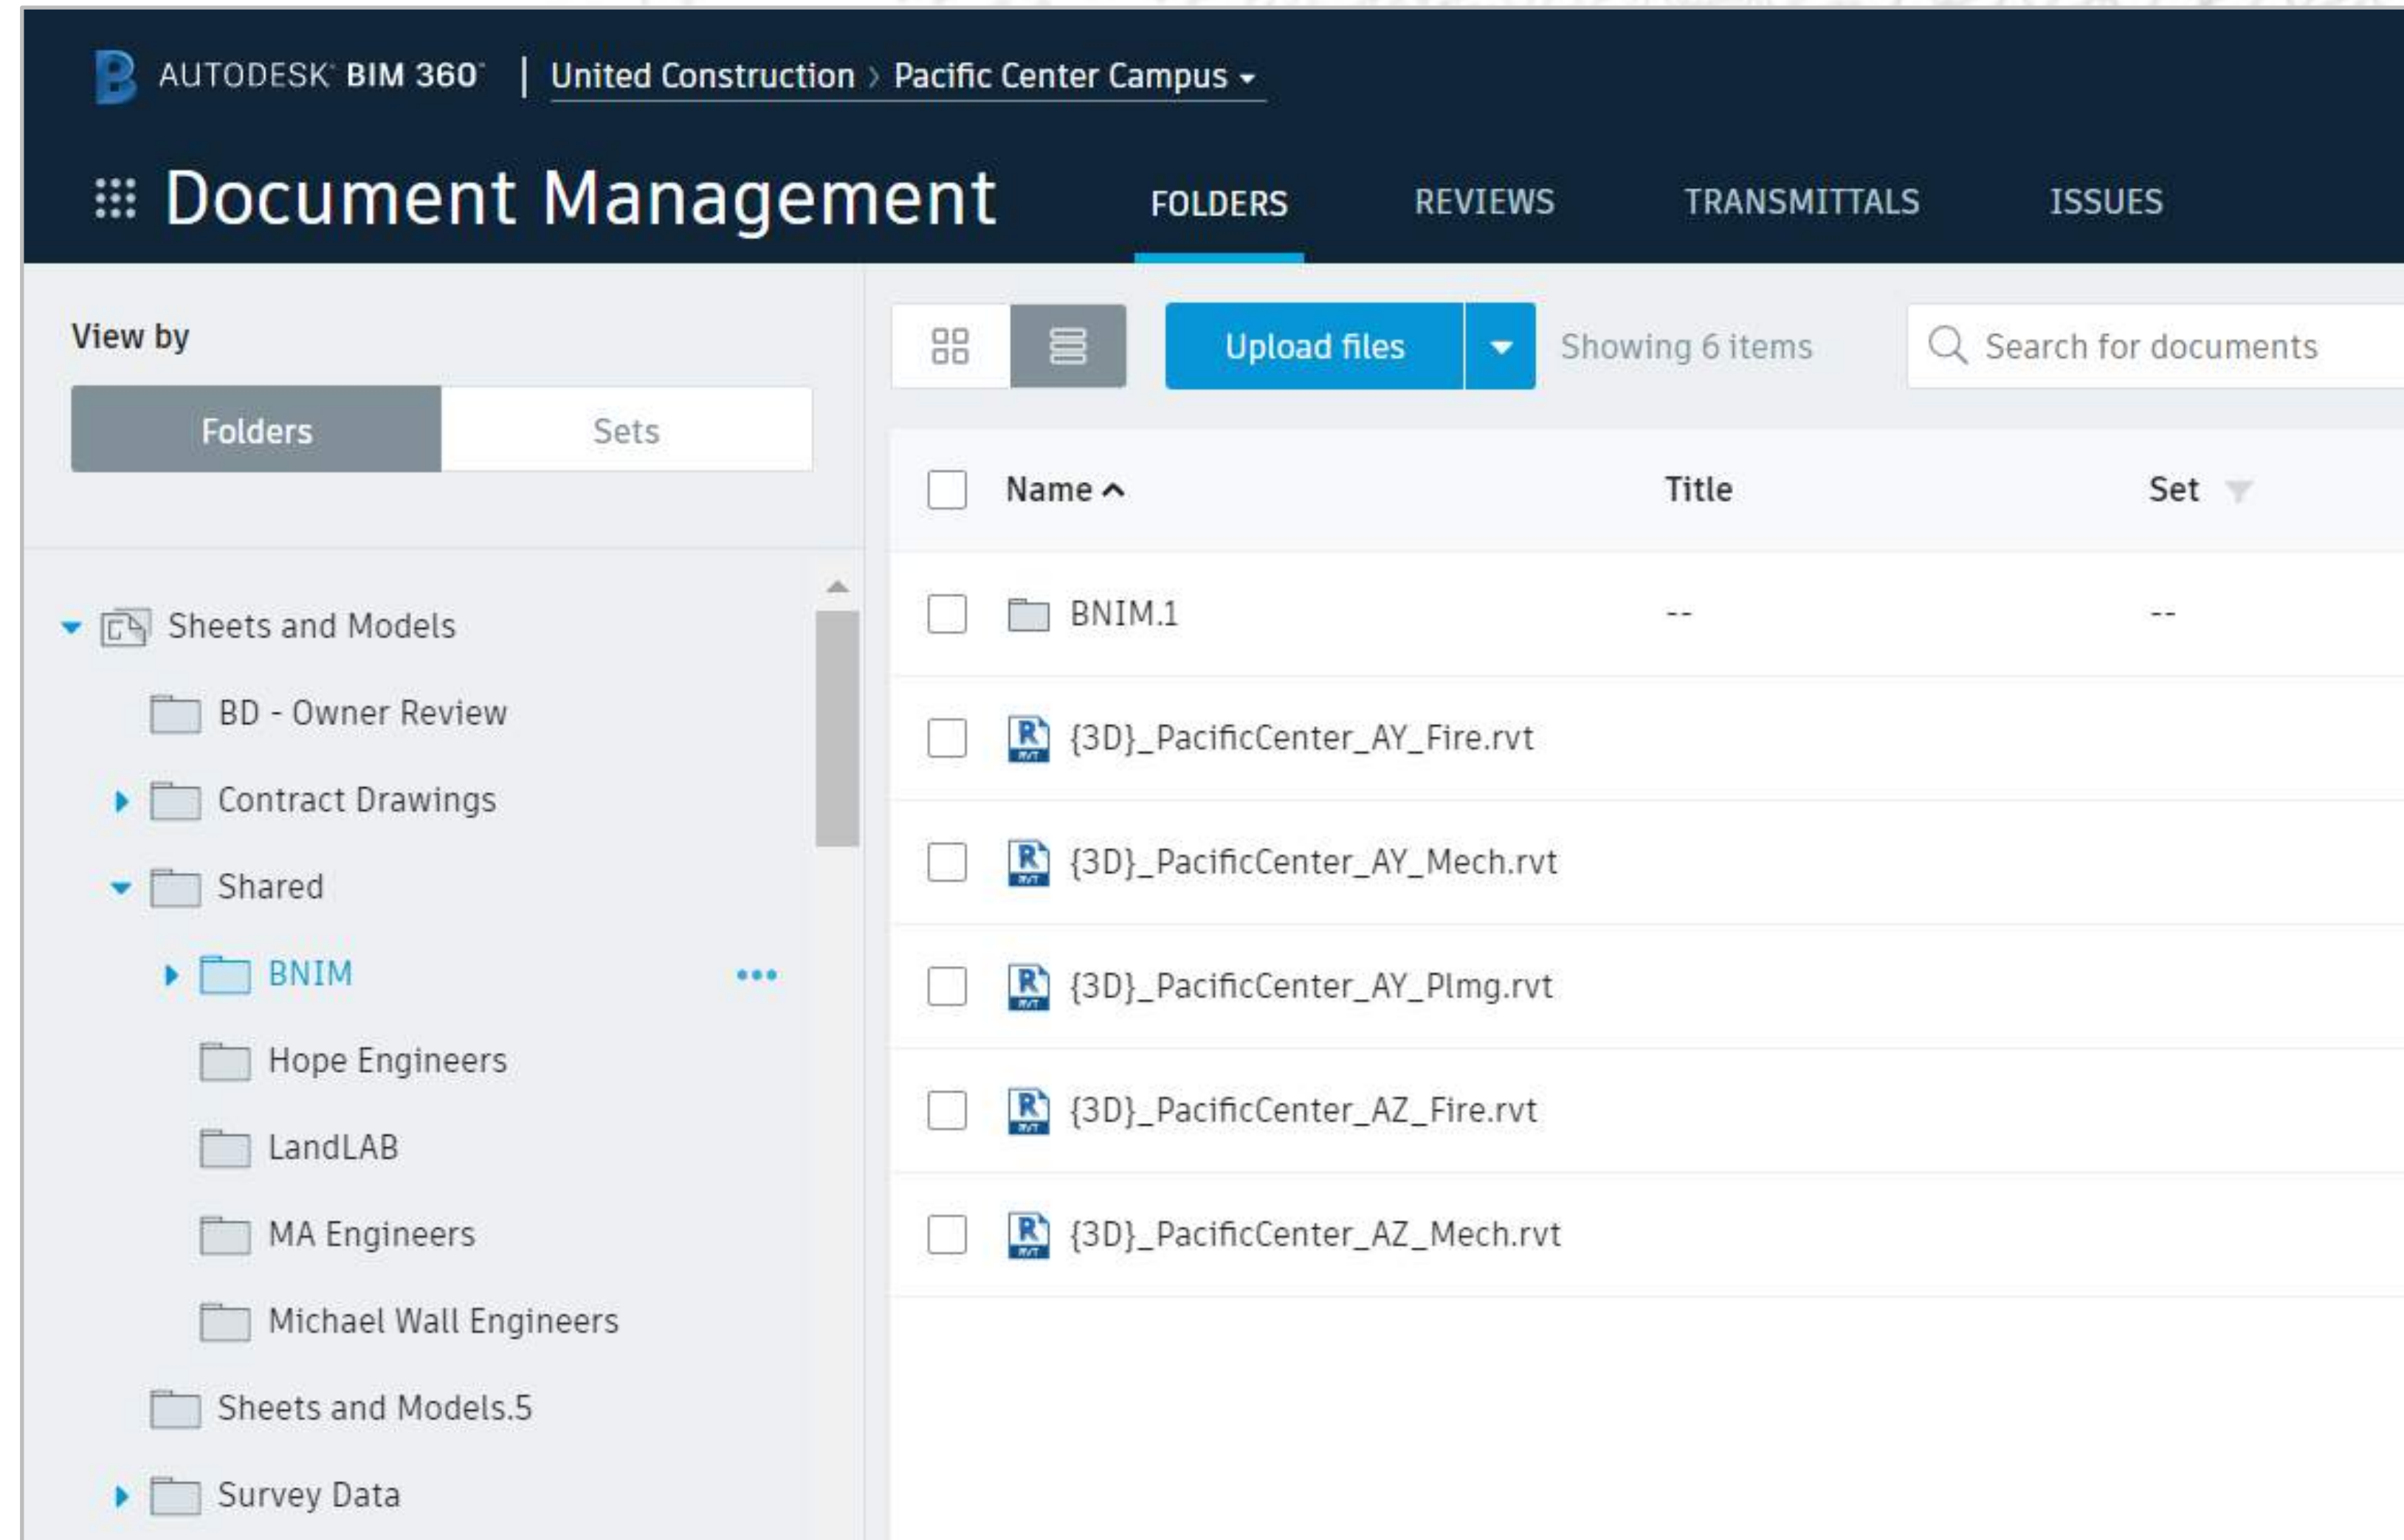 AUTODESK® BIM 360™ | United Construction > Pacific Center Campus
Document Management FOLDERS REVIEWS TRANSMITTALS ISSUES
View by
Folders Sets
Upload files Showing 6 items Search for documents
Name Title Set
Sheets and Models
BD - Owner Review
Contract Drawings
Shared
BNIM
Hope Engineers
LandLAB
MA Engineers
Michael Wall Engineers
Sheets and Models.5
Survey Data
BNIM.1 -- --
{3D}_PacificCenter_AY_Fire.rvt
{3D}_PacificCenter_AY_Mech.rvt
{3D}_PacificCenter_AY_Plmg.rvt
{3D}_PacificCenter_AZ_Fire.rvt
{3D}_PacificCenter_AZ_Mech.rvt